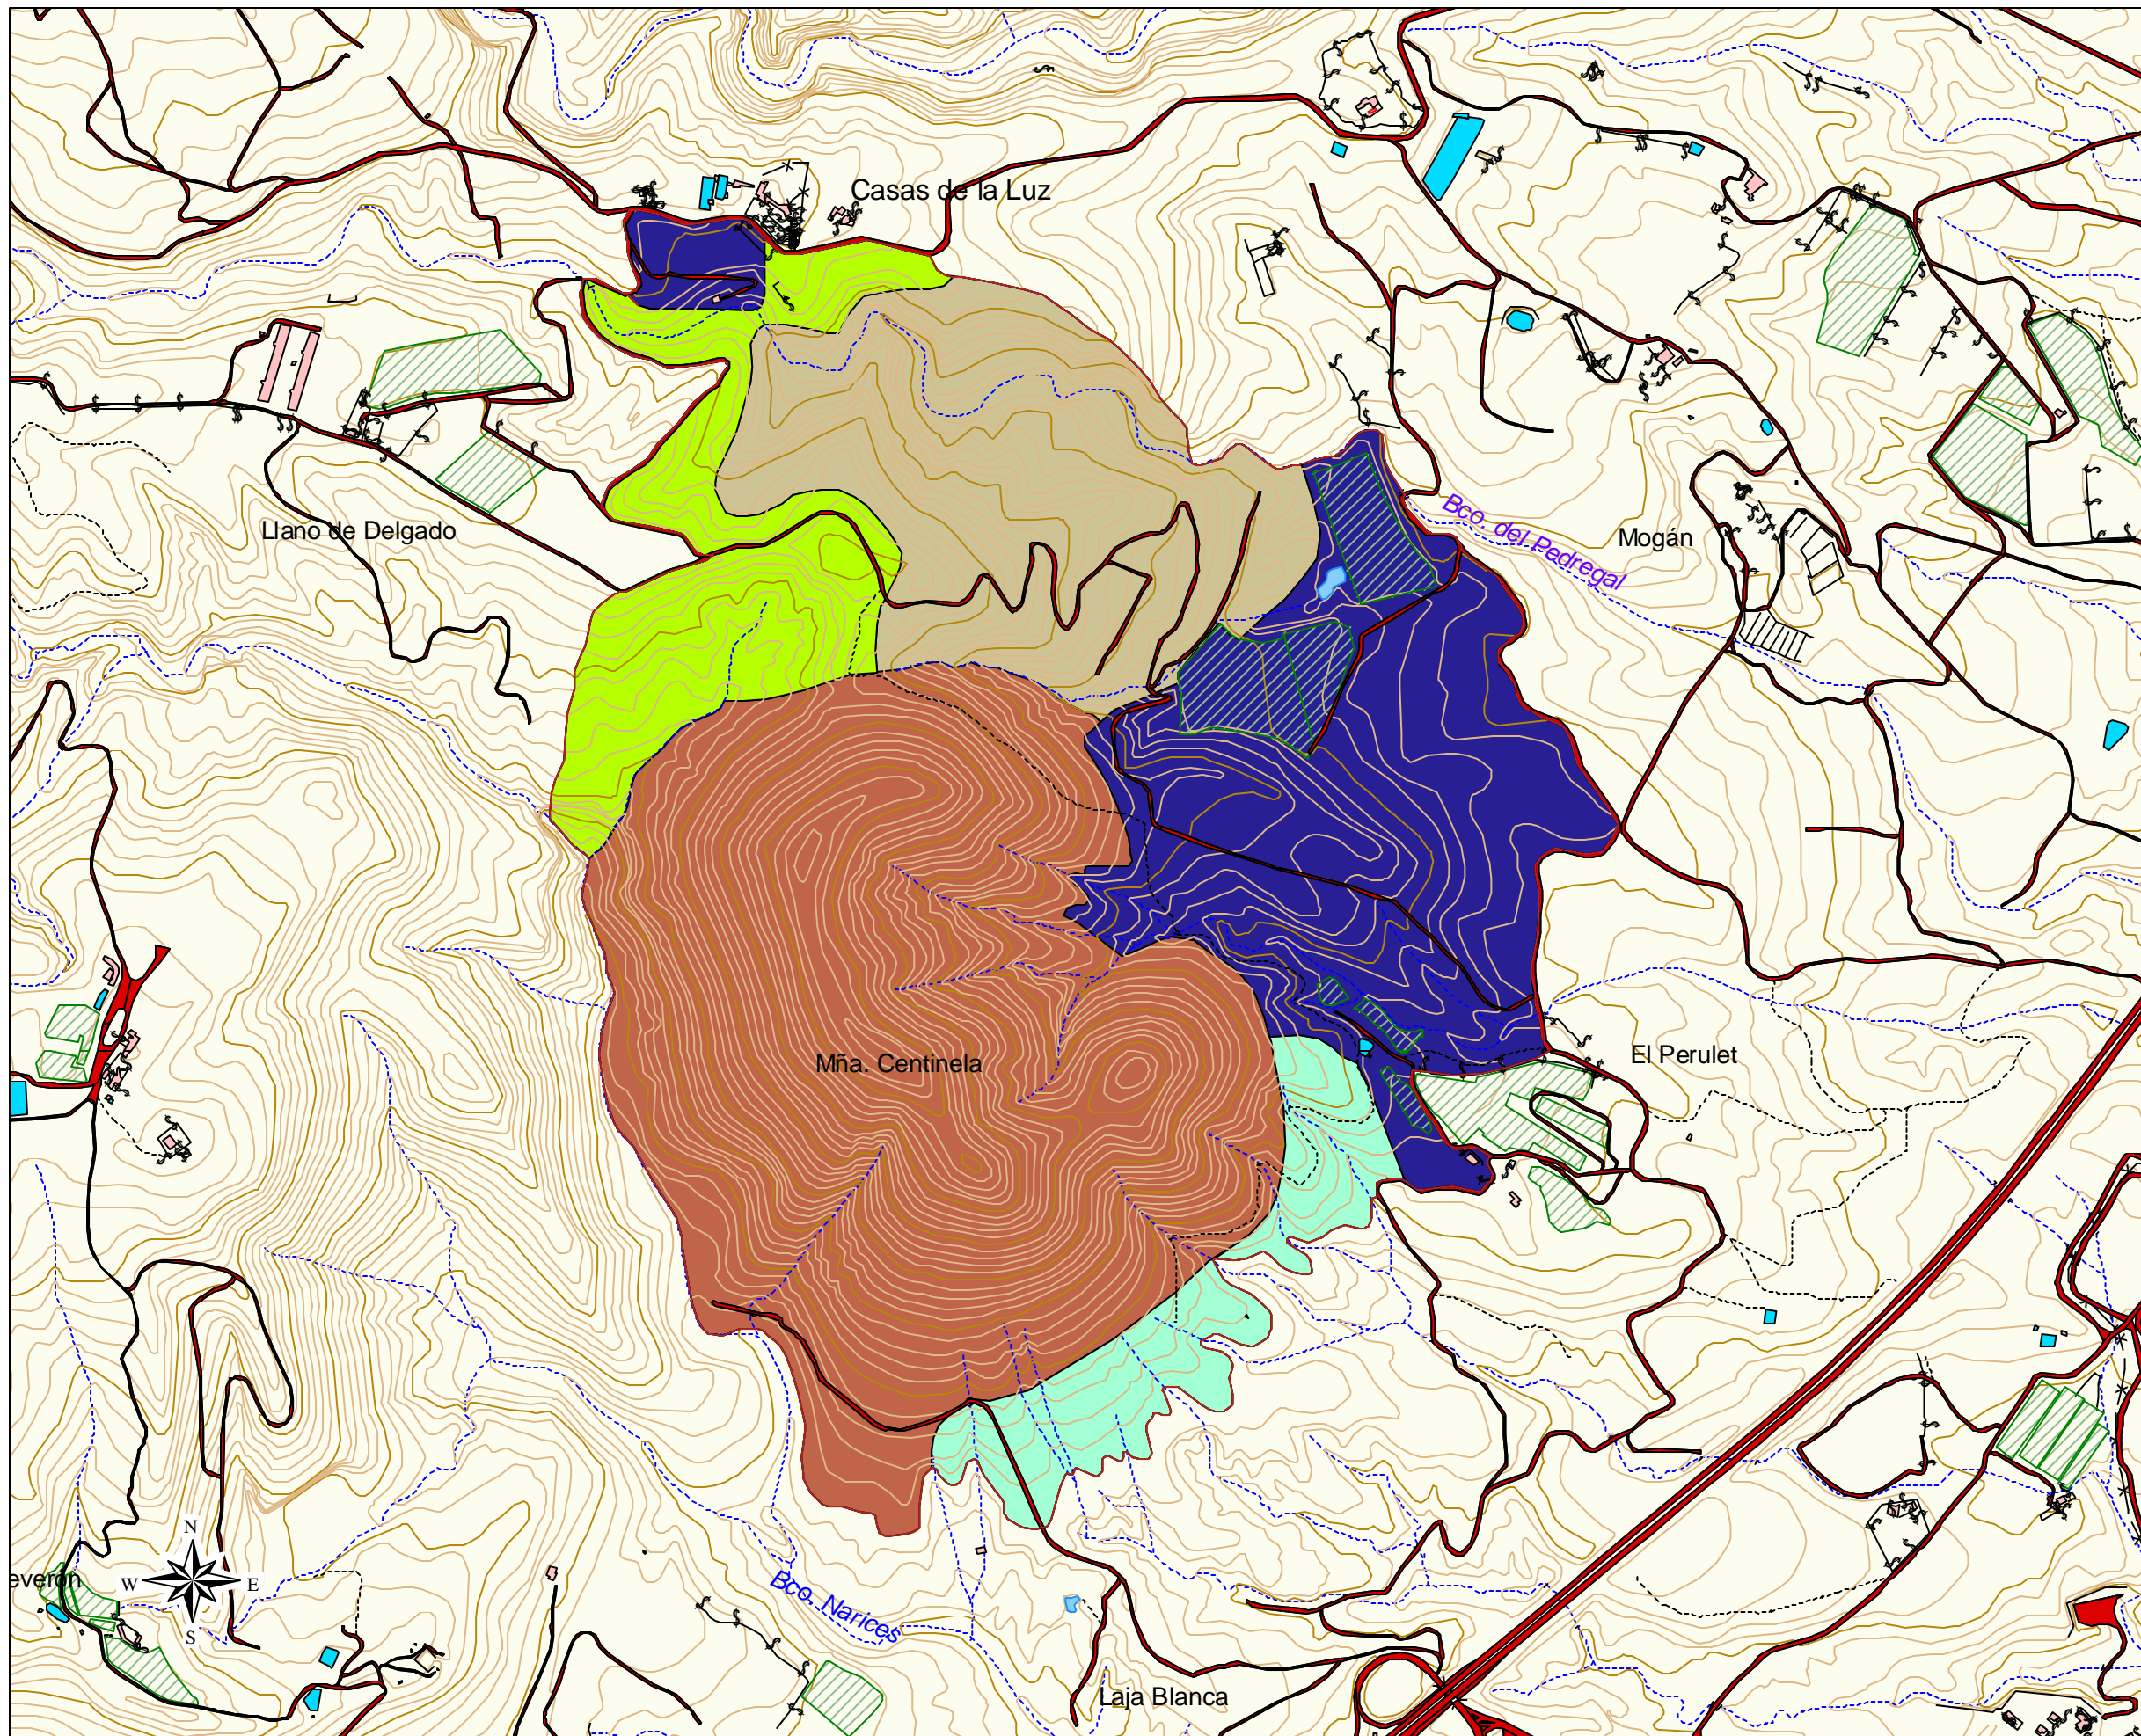 Casas de la Luz
Bco. del Pedregal
Llano de Delgado
Mogán
Mña. Centinela
El Perulet
N
everón
W
E
S
Bco. Narices
Laja Blanca